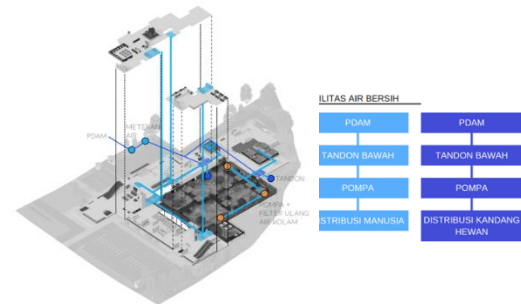 ILITAS AIR BERSIH
PDAM
TANDON BAWAH
POMPA
ISTRIBUSI MANUSIA
PDAM
TANDON BAWAH
POMPA
DISTRIBUSI KANDANG
HEWAN
PDAM
METERAN
AIR
TANDON
POMPA +
FILTER ULANG
AIR KOLAM